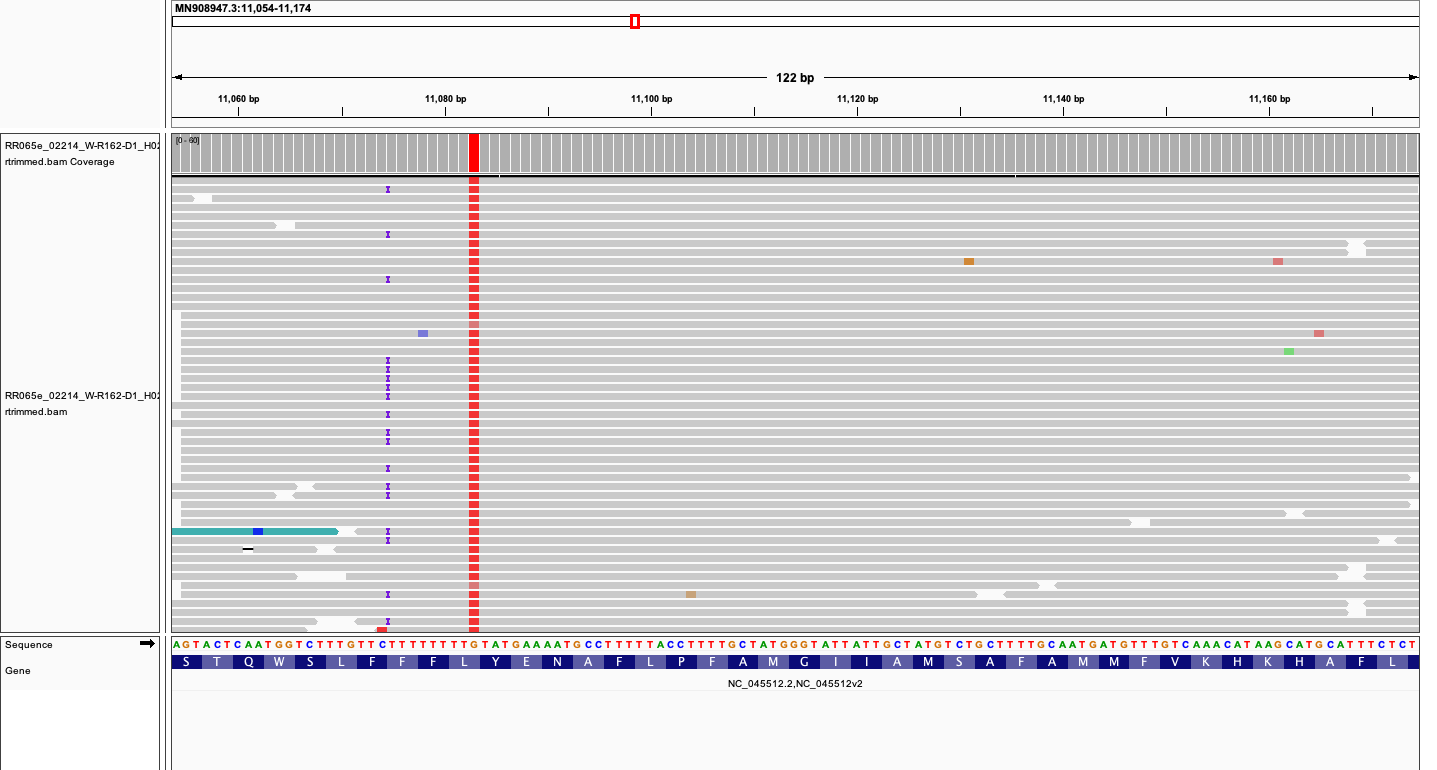 MN908947.3:11,054-11,174
122 bp
11,060 bp 11,080 bp 11,100 bp 11,120 bp 11,140 bp 11,160 bp
[0 - 60]
RR065e_02214_W-R162-D1_H02
rtrimmed.bam Coverage
RR065e_02214_W-R162-D1_H02
rtrimmed.bam
Sequence
AGTACTCAATGGTCTTTGTTCTTTTTTTTGTATGAAAATGCCTTTTTACCTTTTGCTATGGGTATTATTGCTATGTCTGCTTTTGCAATGATGTTTGTCAAACATAAGCATGCATTTCTCT
Gene
S T Q W S L F F F L Y E N A F L P F A M G I I A M S A F A M M F V K H K H A F L
NC_045512.2,NC_045512v2